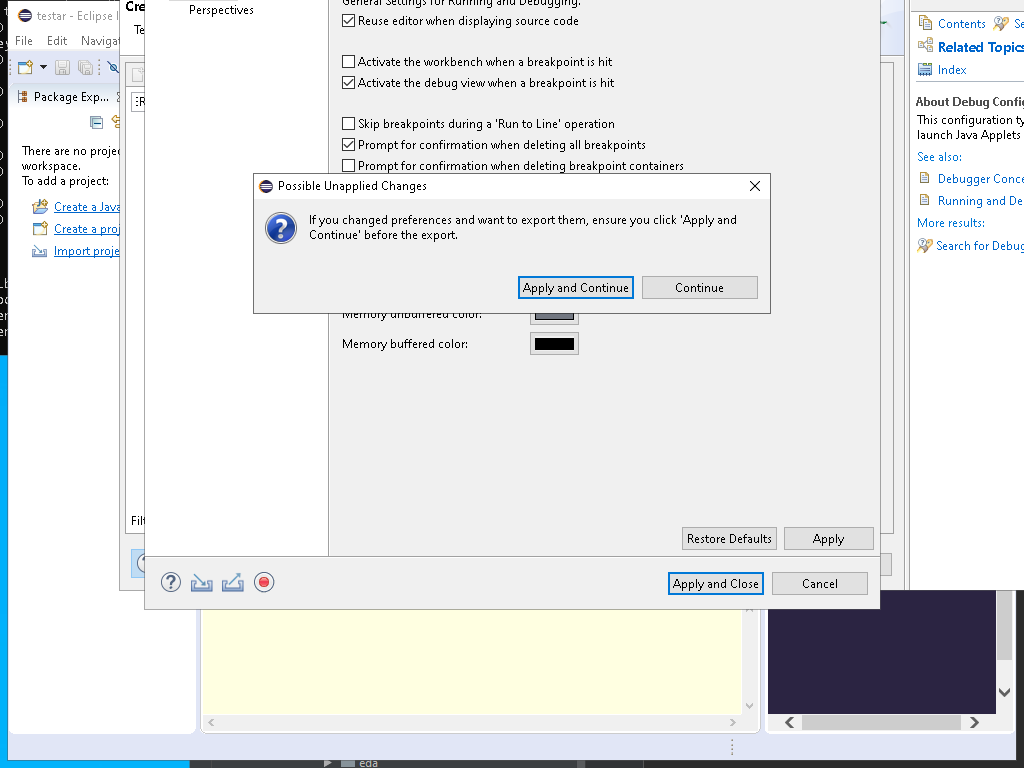 testar - Eclipse I
File Edit Navigat
Package Exp...
There are no proje
workspace.
To add a project:
Create a Java
Create a proj
Import proje
Cre
Te
Filt
Perspectives
General Settings for Running and Debugging.
Reuse editor when displaying source code
Activate the workbench when a breakpoint is hit
Activate the debug view when a breakpoint is hit
Skip breakpoints during a 'Run to Line' operation
Prompt for confirmation when deleting all breakpoints
Prompt for confirmation when deleting breakpoint containers
Possible Unapplied Changes
If you changed preferences and want to export them, ensure you click 'Apply and
Continue' before the export.
Apply and Continue
Continue
Memory unbuffered color:
Memory buffered color:
Restore Defaults
Apply
Apply and Close
Cancel
Contents
Se
Related Topics
Index
About Debug Config
This configuration ty
launch Java Applets
See also:
Debugger Conce
Running and De
More results:
Search for Debug
eda